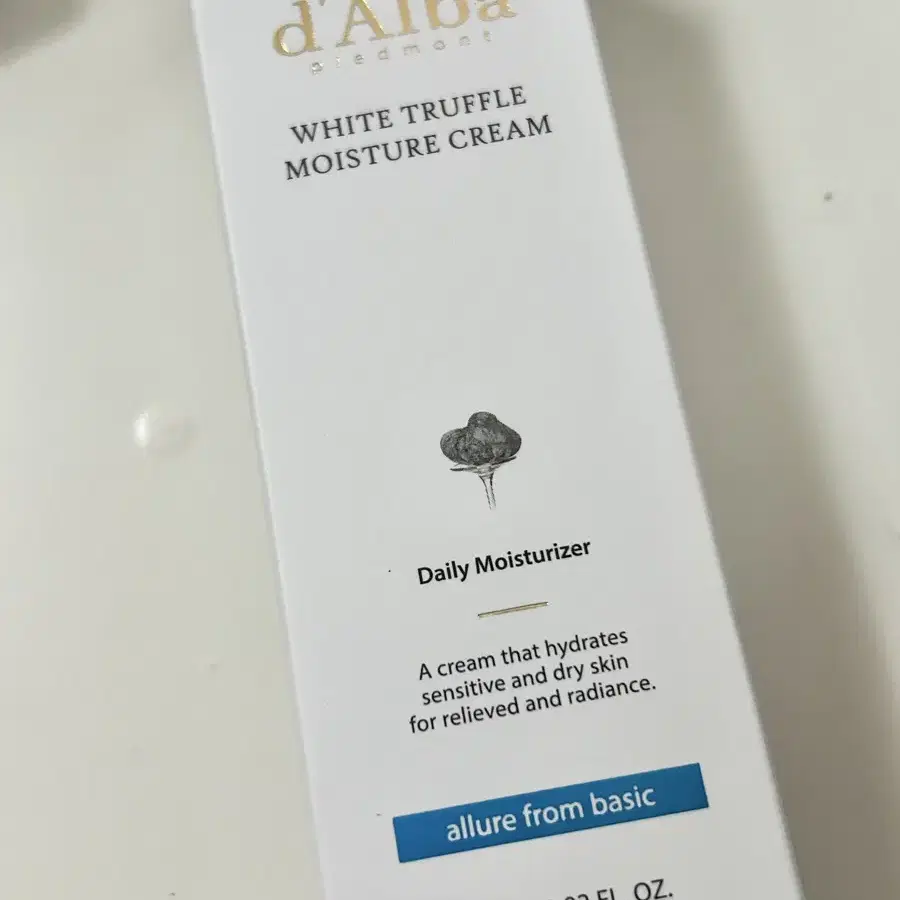 d'Alba
piedmont
WHITE TRUFFLE
MOISTURE CREAM
Daily Moisturizer
A cream that hydrates
sensitive and dry skin
for relieved and radiance.
allure from basic
FL. OZ.